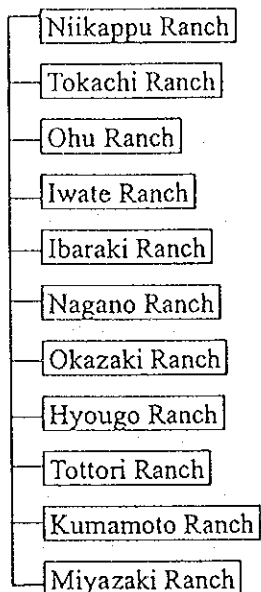 Niikappu Ranch
Tokachi Ranch
Ohu Ranch
Iwate Ranch
Ibaraki Ranch
Nagano Ranch
Okazaki Ranch
Hyougo Ranch
Tottori Ranch
Kumamoto Ranch
Miyazaki Ranch